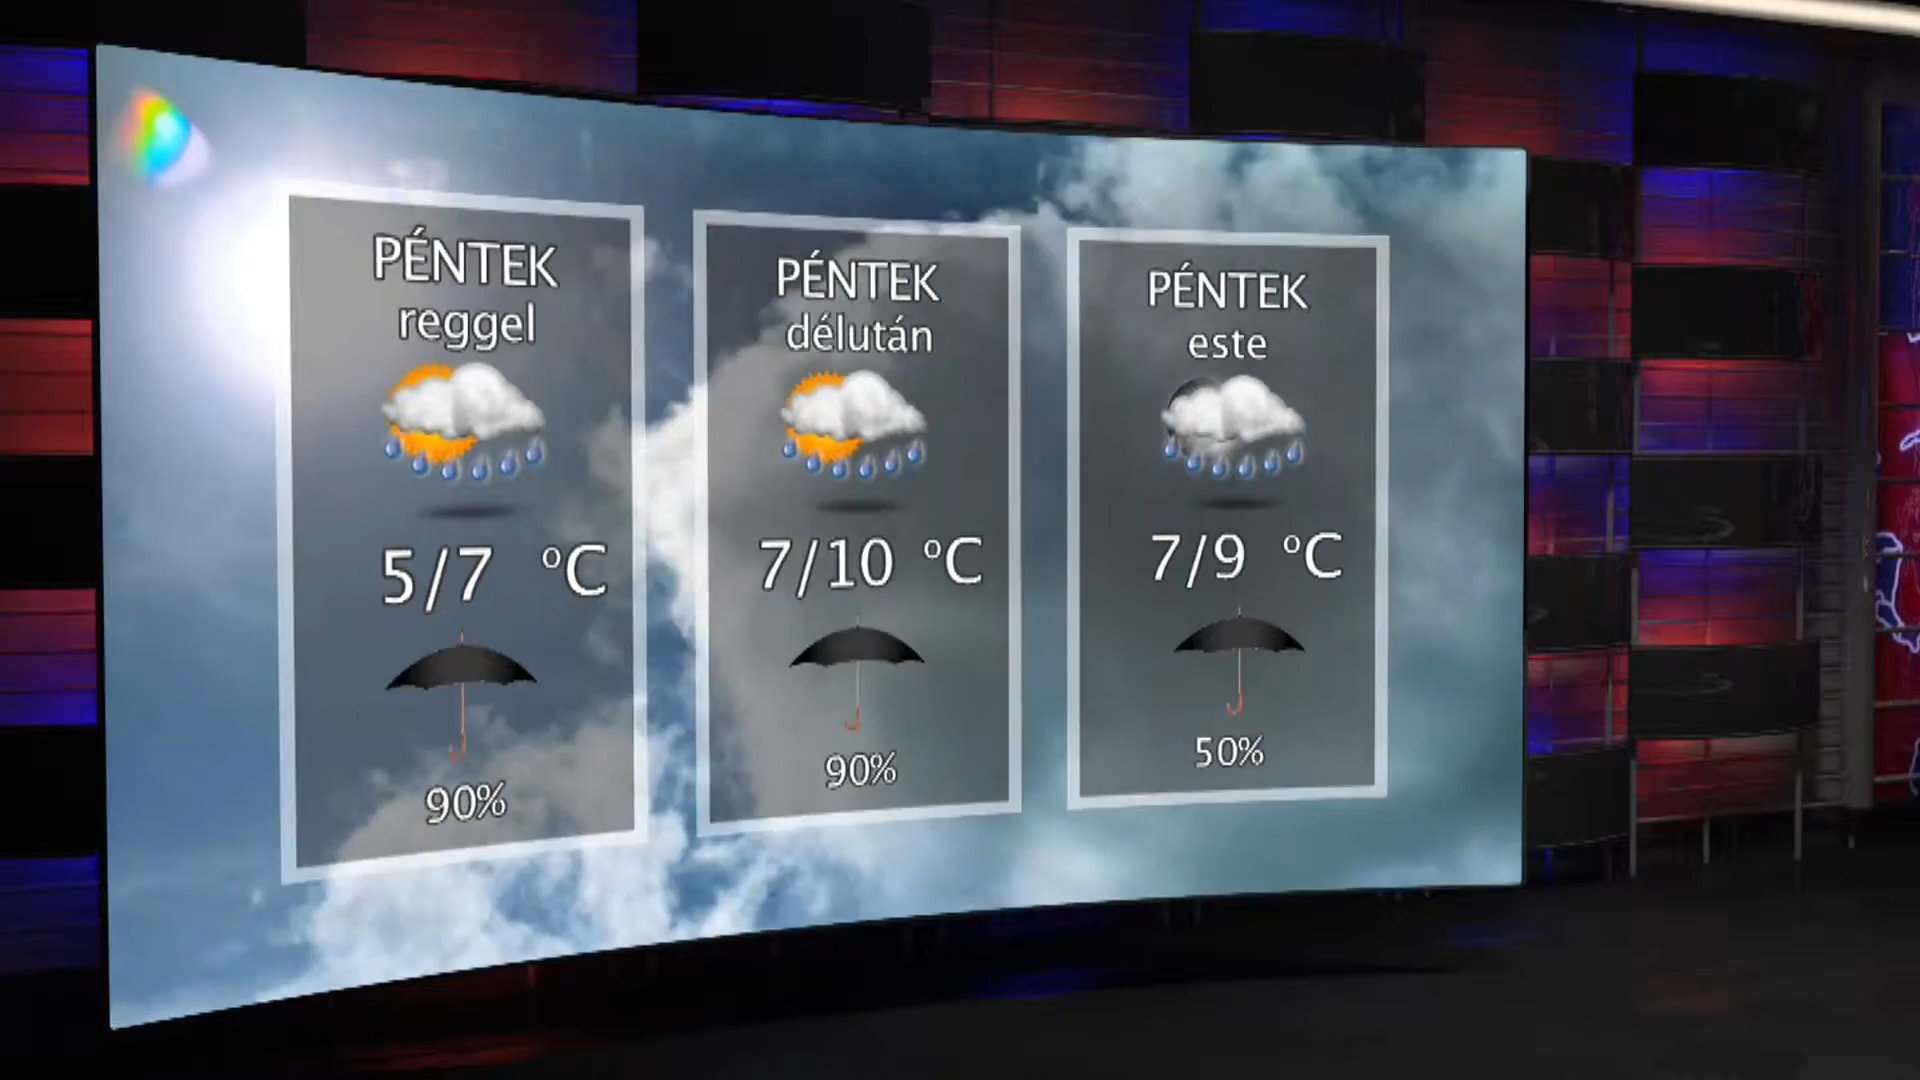 PÉNTEK
reggel
5/7 °C
90%
PÉNTEK
délután
7/10 °C
90%
PÉNTEK
este
7/9 °C
50%